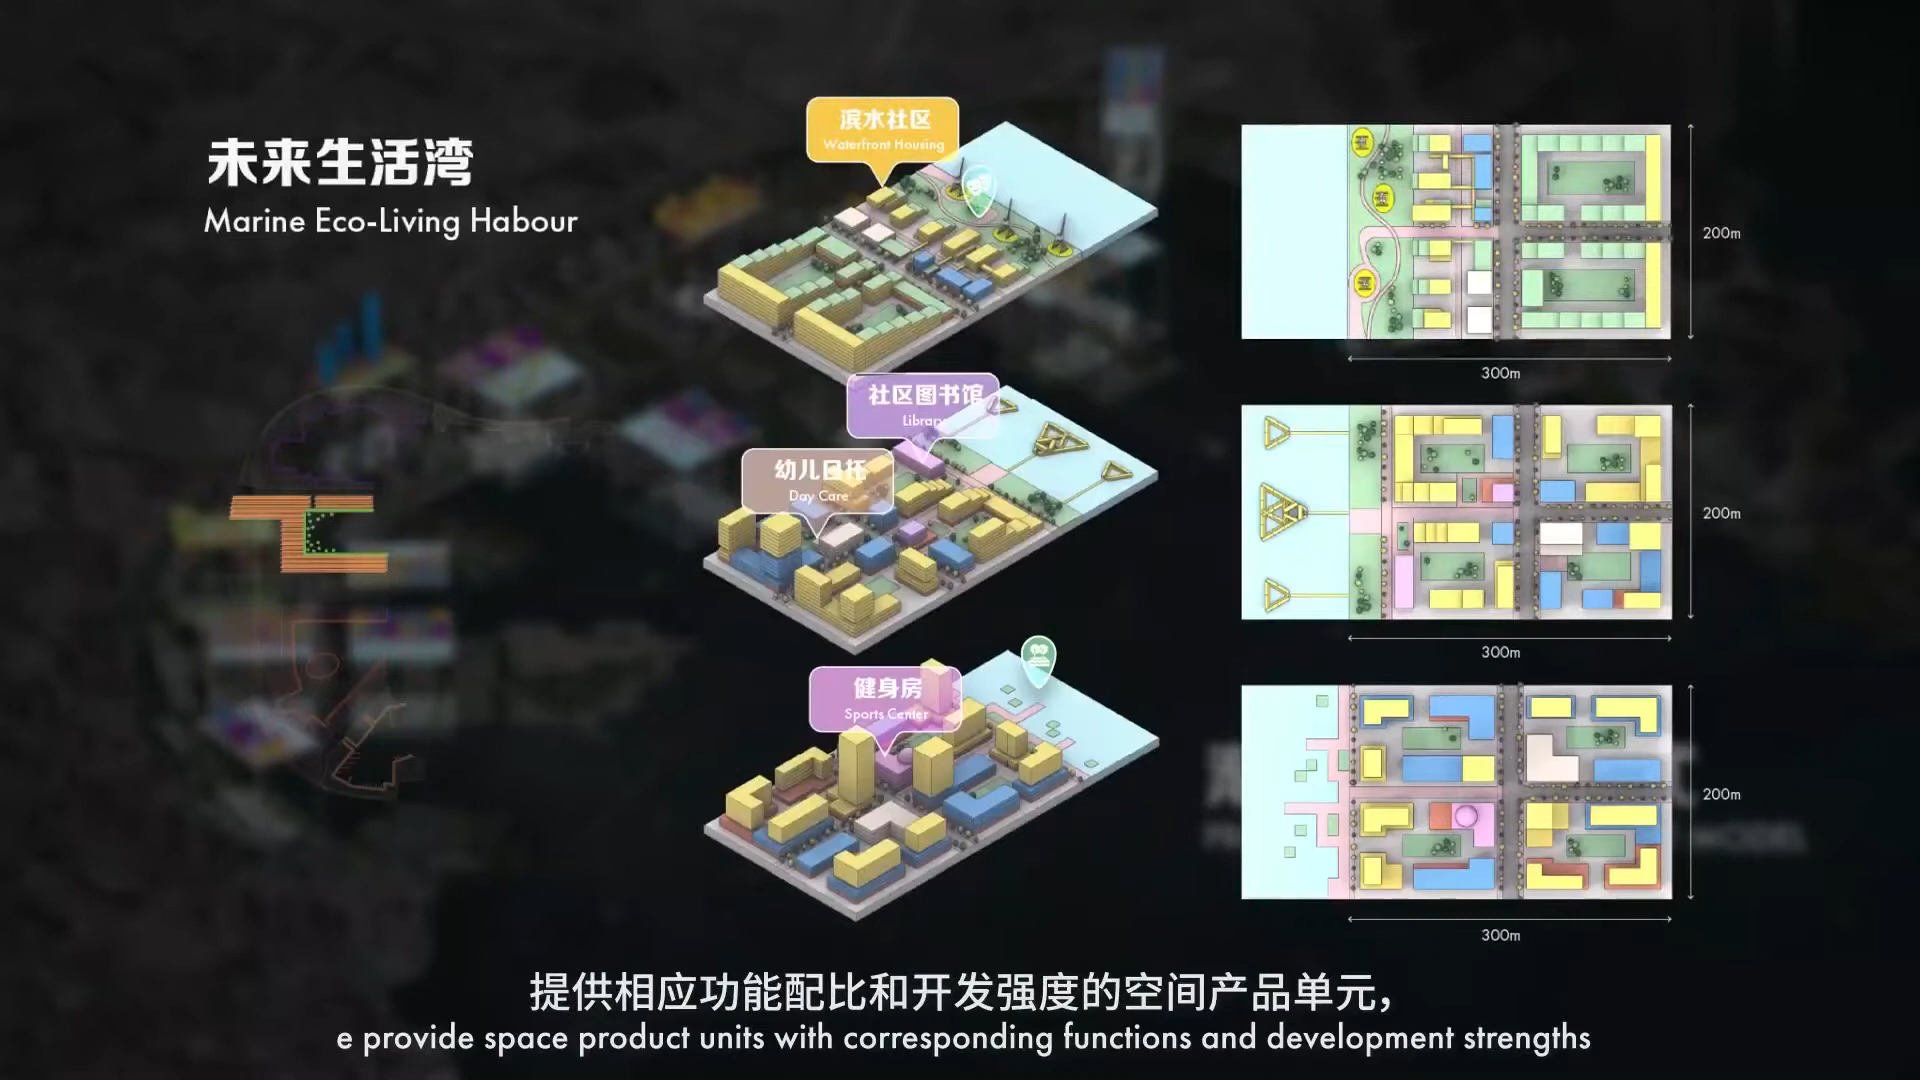 未来生活湾
Marine Eco-Living Habour
滨水社区
Waterfront Housing
200m
300m
社区图书馆
Library
幼儿日托
Day Care
200m
300m
健身房
Sports Center
200m
300m
提供相应功能配比和开发强度的空间产品单元，
e provide space product units with corresponding functions and development strengths